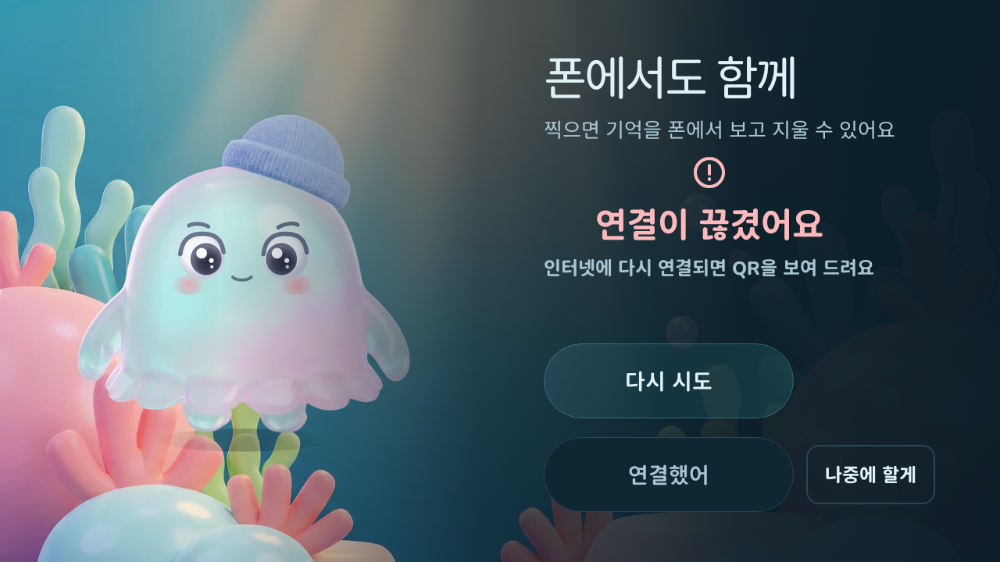 폰에서도 함께
찍으면 기억을 폰에서 보고 지울 수 있어요
연결이 끊겼어요
인터넷에 다시 연결되면 QR을 보여 드려요
다시 시도
연결했어
나중에 할게